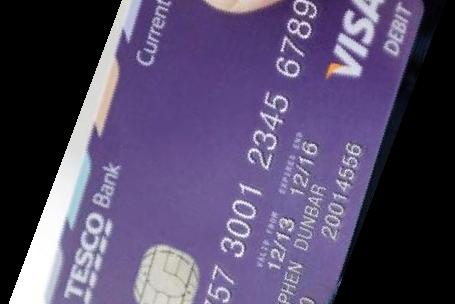 TESCO Bank
Current
57 3001 2345 6789
VALID FROM EXPIRES END
12/13 12/16
PHEN DUNBAR
20014556
VISA
DEBIT